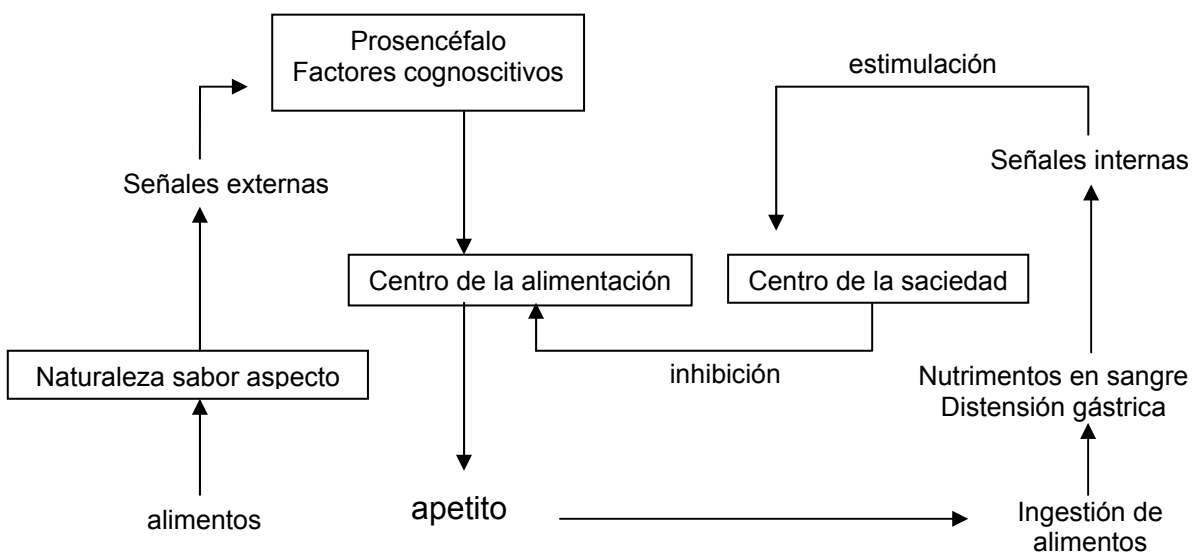 Prosencéfalo
Factores cognoscitivos
estimulación
Señales externas
Señales internas
Centro de la alimentación
Centro de la saciedad
Naturaleza sabor aspecto
inhibición
Nutrimentos en sangre
Distensión gástrica
alimentos
apetito
Ingestión de
alimentos